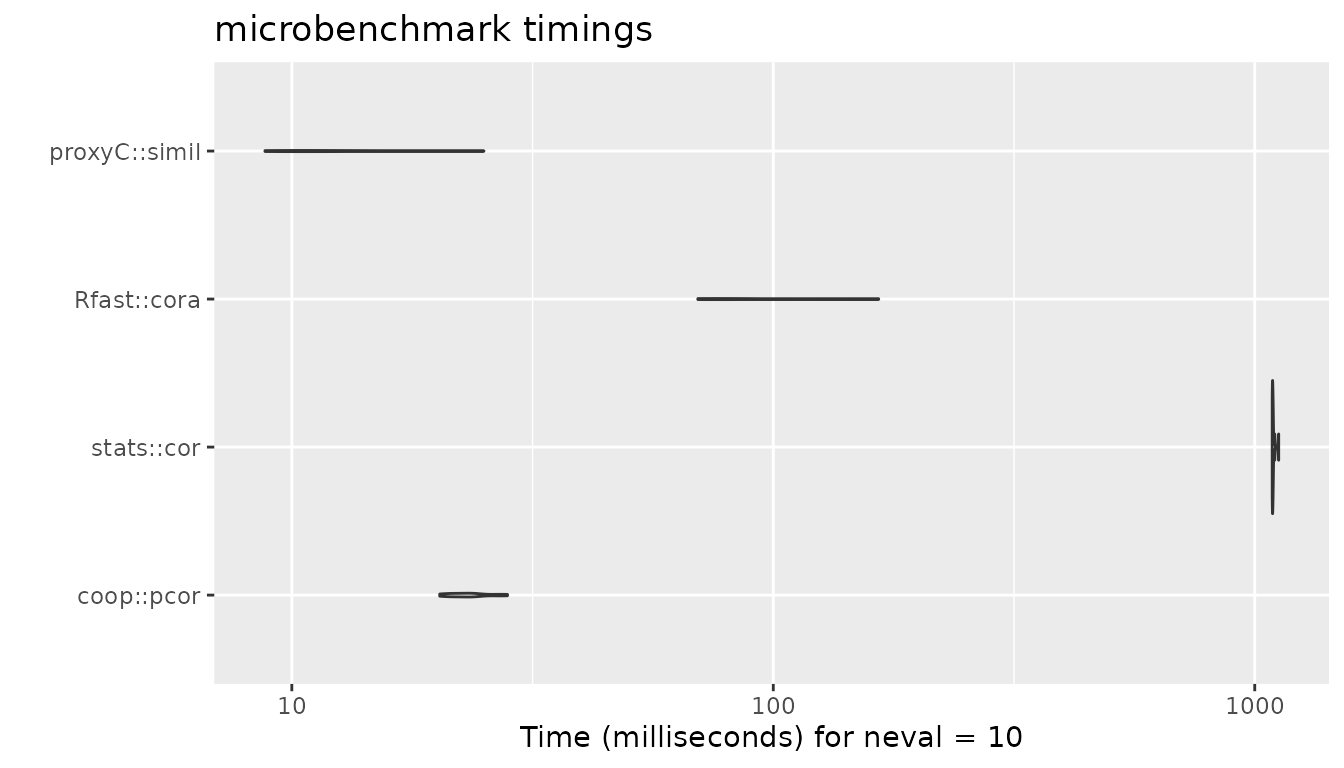 microbenchmark timings
proxyC::simil
Rfast::cora
stats::cor
coop::pcor
10 100 1000
Time (milliseconds) for neval = 10